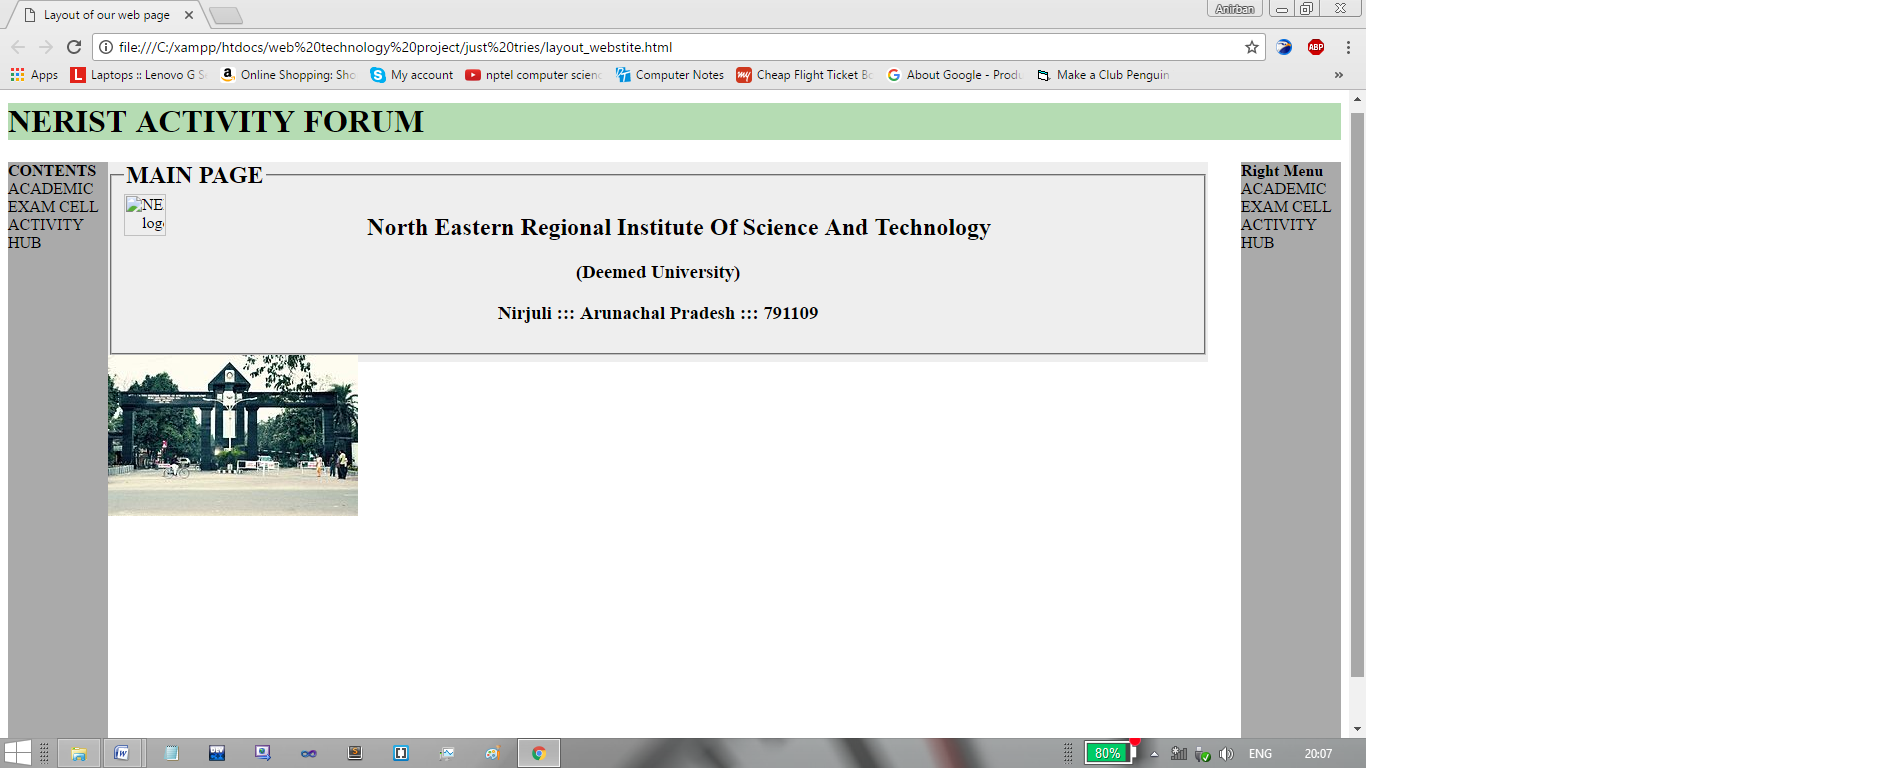 Layout of our web page
Anirban
file:///C:/xampp/htdocs/web%20technology%20project/just%20tries/layout_webstite.html
ABP
Apps
Laptops :: Lenovo G S
Online Shopping: Sho
My account
nptel computer scienc
Computer Notes
my
Cheap Flight Ticket Bo
About Google - Produ
Make a Club Penguin
»
NERIST ACTIVITY FORUM
CONTENTS
ACADEMIC
EXAM CELL
ACTIVITY
HUB
MAIN PAGE
NE
log
North Eastern Regional Institute Of Science And Technology
(Deemed University)
Nirjuli ::: Arunachal Pradesh ::: 791109
Right Menu
ACADEMIC
EXAM CELL
ACTIVITY
HUB
80%
ENG
20:07